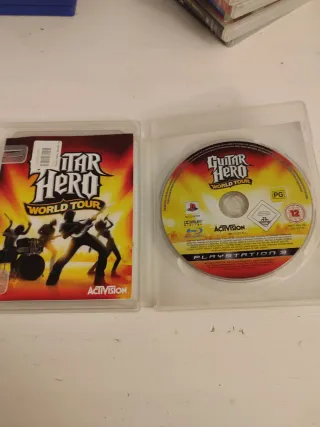 GUITAR
HERO
WORLD TOUR
ACTIVISION
GUITAR
HERO
WORLD TOUR
PG
12
ACTIVISION
PLAYSTATION 3